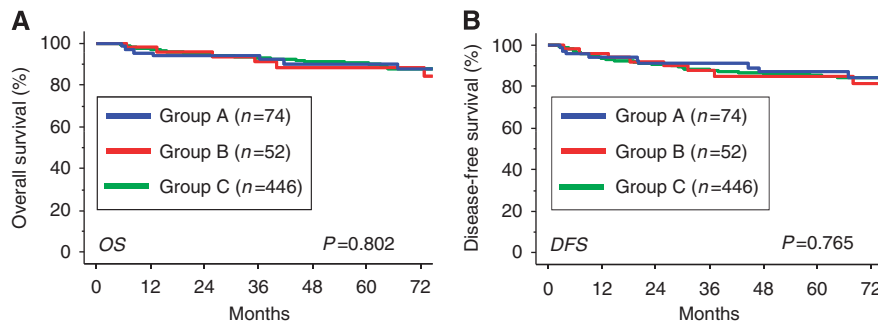 A
Overall survival (%)
100
80
60
40
20
0
Group A (n=74)
Group B (n=52)
Group C (n=446)
OS
P=0.802
0 12 24 36 48 60 72
Months
B
Disease-free survival (%)
100
80
60
40
20
0
Group A (n=74)
Group B (n=52)
Group C (n=446)
DFS
P=0.765
0 12 24 36 48 60 72
Months